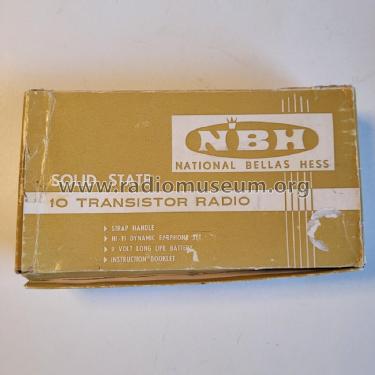 NBH
NATIONAL BELLAS HESS
SOLID STATE
www.radiomuseum.org
10 TRANSISTOR RADIO
STRAP HANDLE
HI-FI DYNAMIC EARPHONE SET
9 VOLT LONG LIFE BATTERY
INSTRUCTION BOOKLET